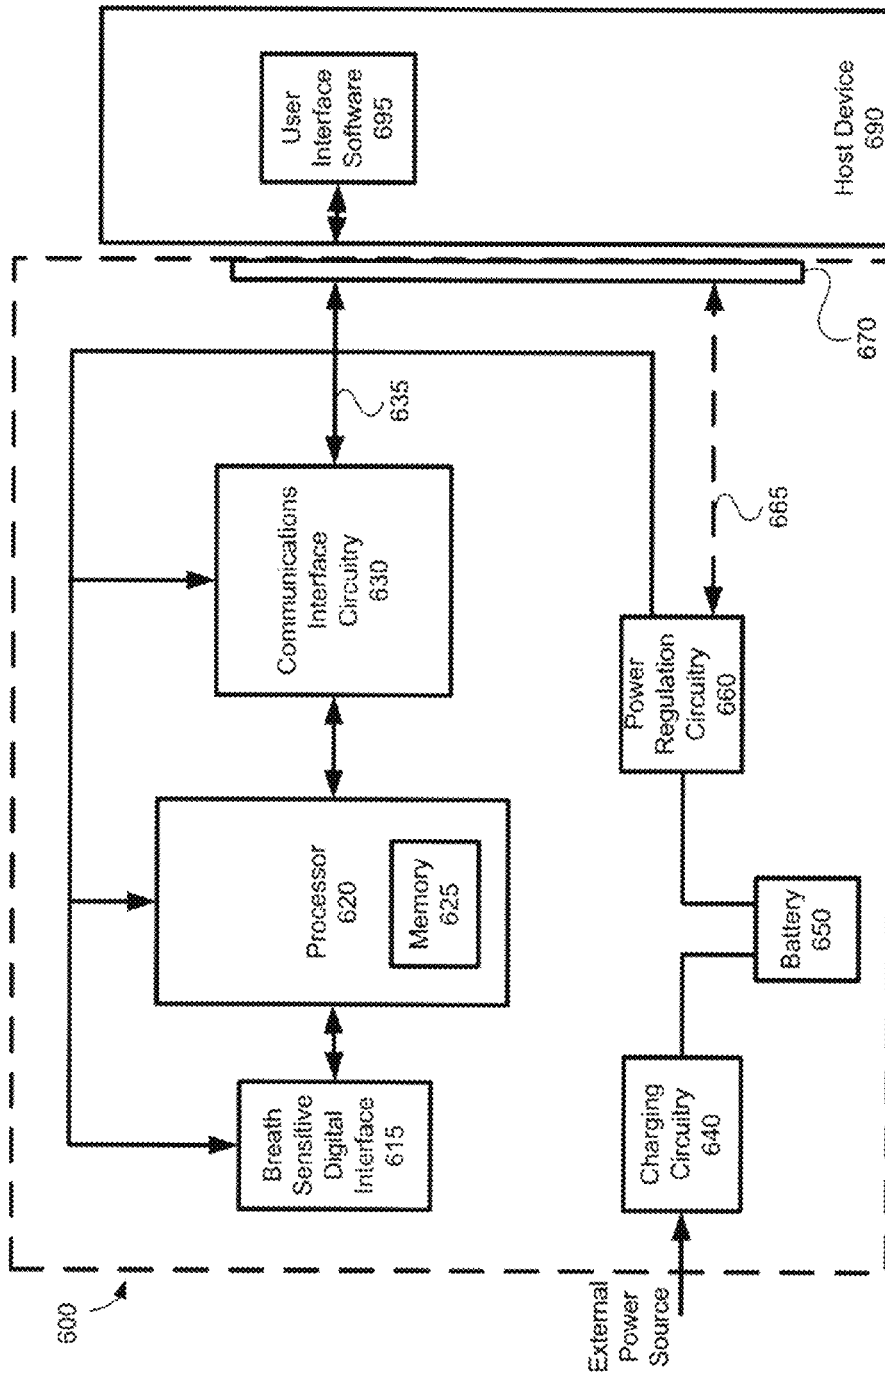 600
Breath
Sensitive
Digital
Interface
615
Processor
620
Memory
625
Communications
Interface
Circuitry
630
635
User
Interface
Software
695
External
Power
Source
Charging
Circuitry
640
Battery
650
Power
Regulation
Circuitry
660
665
670
Host Device
690